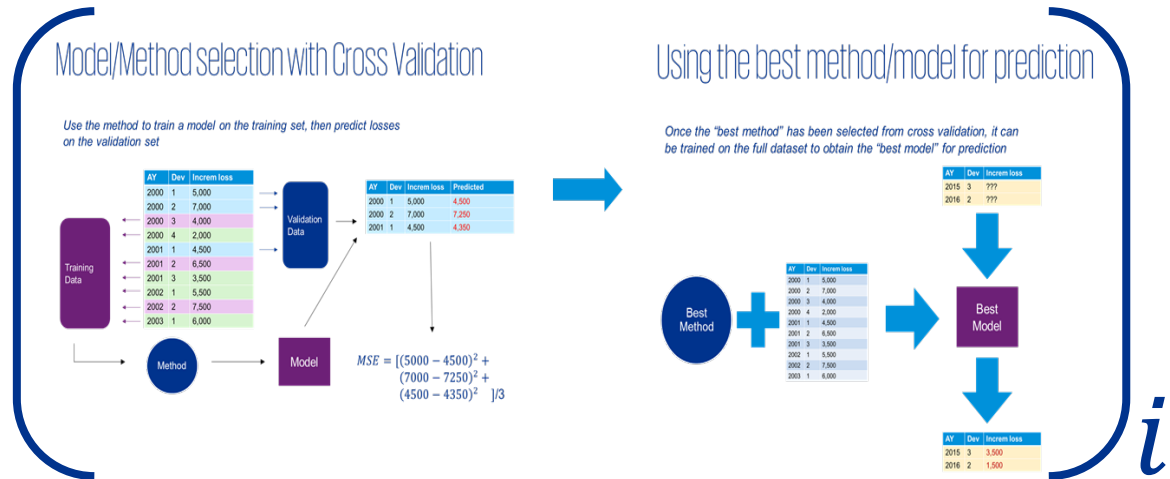 Model/Method selection with Cross Validation
Use the method to train a model on the training set, then predict losses
on the validation set
AY Dev Increm loss
2000 1 5,000
2000 2 7,000
2000 3 4,000
2000 4 2,000
2001 1 4,500
2001 2 6,500
2001 3 3,500
2002 1 5,500
2002 2 7,500
2003 1 6,000
Training
Data
Validation
Data
AY Dev Increm loss Predicted
2000 1 5,000 4,500
2000 2 7,000 7,250
2001 1 4,500 4,350
Method
Model
MSE = [(5000 − 4500)² +
(7000 − 7250)² +
(4500 − 4350)² ]/3
Using the best method/model for prediction
Once the “best method” has been selected from cross validation, it can
be trained on the full dataset to obtain the “best model” for prediction
AY Dev Increm loss
2015 3 ???
2016 2 ???
Best
Method
AY Dev Increm loss
2000 1 5,000
2000 2 7,000
2000 3 4,000
2000 4 2,000
2001 1 4,500
2001 2 6,500
2001 3 3,500
2002 1 5,500
2002 2 7,500
2003 1 6,000
Best
Model
AY Dev Increm loss
2015 3 3,500
2016 2 1,500
i